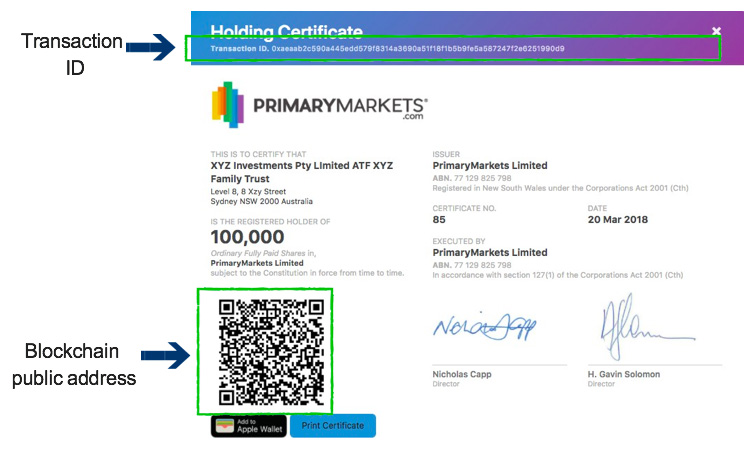 Transaction
ID
Holding Certificate
Transaction ID. 0xaeaab2c590a445edd579f8314a3690a51f18f1b5b9fe5a587247f2e6251990d9
PRIMARYMARKETS
.com
THIS IS TO CERTIFY THAT
XYZ Investments Pty LImited ATF XYZ
Family Trust
Level 8, 8 Xzy Street
Sydney NSW 2000 Australia
IS THE REGISTERED HOLDER OF
100,000
Ordinary Fully Paid Shares in,
PrimaryMarkets Limited
subject to the Constitution in force from time to time.
ISSUER
PrimaryMarkets Limited
ABN. 77 129 825 798
Registered in New South Wales under the Corporations Act 2001 (Cth)
CERTIFICATE NO.
85
DATE
20 Mar 2018
EXECUTED BY
PrimaryMarkets Limited
ABN. 77 129 825 798
In accordance with section 127(1) of the Corporations Act 2001 (Cth)
Blockchain
public address
Nicholas Capp
Director
H. Gavin Solomon
Director
Add to
Apple Wallet
Print Certificate